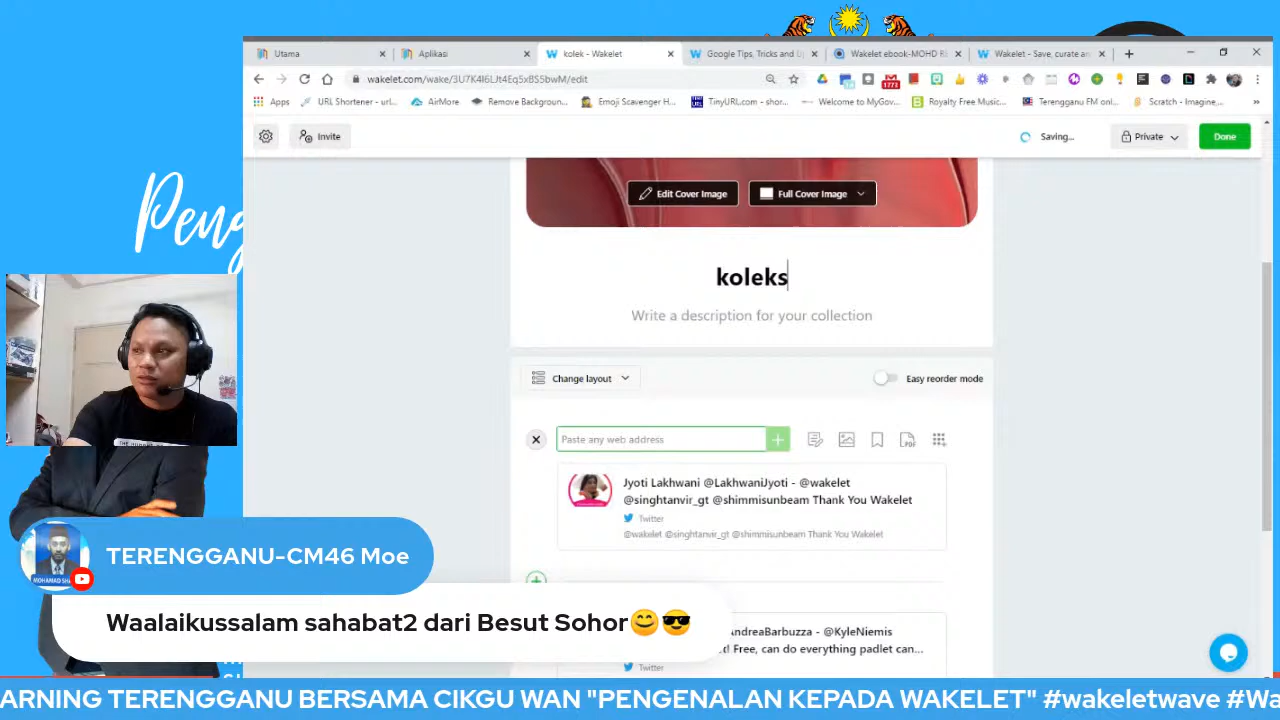 Peng
Utama
Aplikasi
kolek - Wakelet
Google Tips, Tricks and U
Wakelet ebook-MOHD R
Wakelet - Save, curate an
wakelet.com/wake/3U7K4I6LJt4Eq5xBS5bwM/edit
Apps
URL Shortener - url...
AirMore
Remove Backgroun...
Emoji Scavenger H...
TinyURL.com - shor...
Welcome to MyGov...
Royalty Free Music...
Terengganu FM onl...
Scratch - Imagine,...
Invite
Saving...
Private
Done
Edit Cover Image
Full Cover Image
koleks
Write a description for your collection
Change layout
Easy reorder mode
Paste any web address
PDF
Jyoti Lakhwani @LakhwaniJyoti - @wakelet
@singhtanvir_gt @shimmisunbeam Thank You Wakelet
Twitter
@wakelet @singhtanvir_gt @shimmisunbeam Thank You Wakelet
TERENGGANU-CM46 Moe
Waalaikussalam sahabat2 dari Besut Sohor😊😎
AndreaBarbuzza - @KyleNiemis
t! Free, can do everything padlet can...
Twitter
ARNING TERENGGANU BERSAMA CIKGU WAN "PENGENALAN KEPADA WAKELET" #wakeletwave #Wa